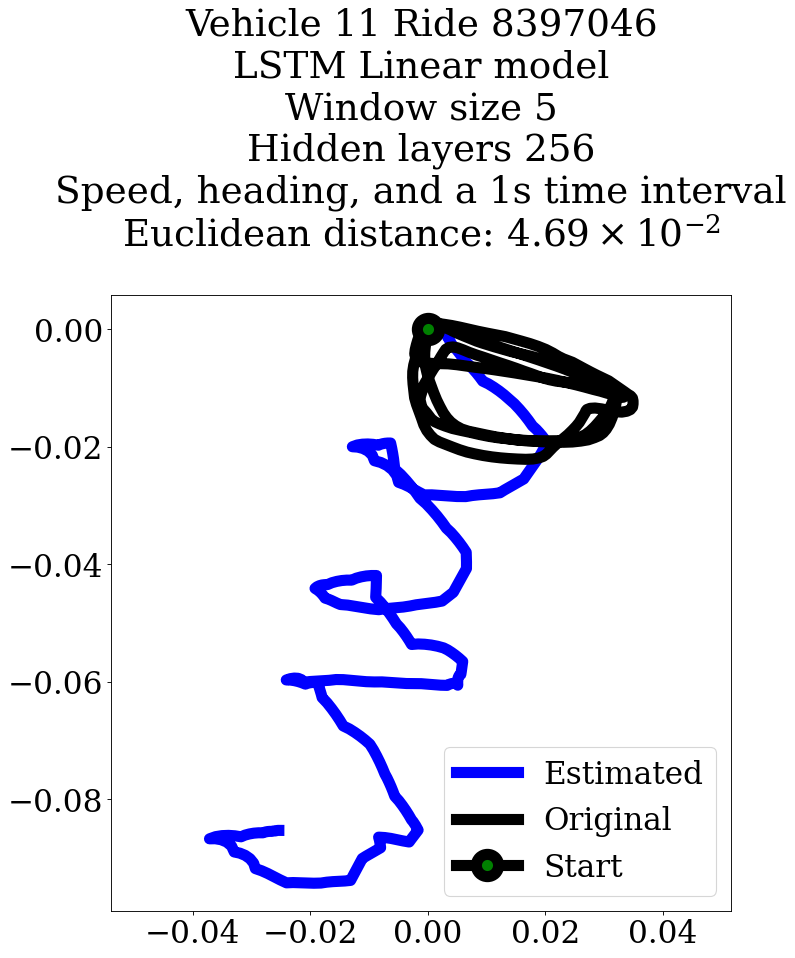 Vehicle 11 Ride 8397046
LSTM Linear model
Window size 5
Hidden layers 256
Speed, heading, and a 1s time interval
Euclidean distance: 4.69 × 10⁻²
0.00
−0.02
−0.04
−0.06
−0.08
Estimated
Original
Start
−0.04 −0.02 0.00 0.02 0.04